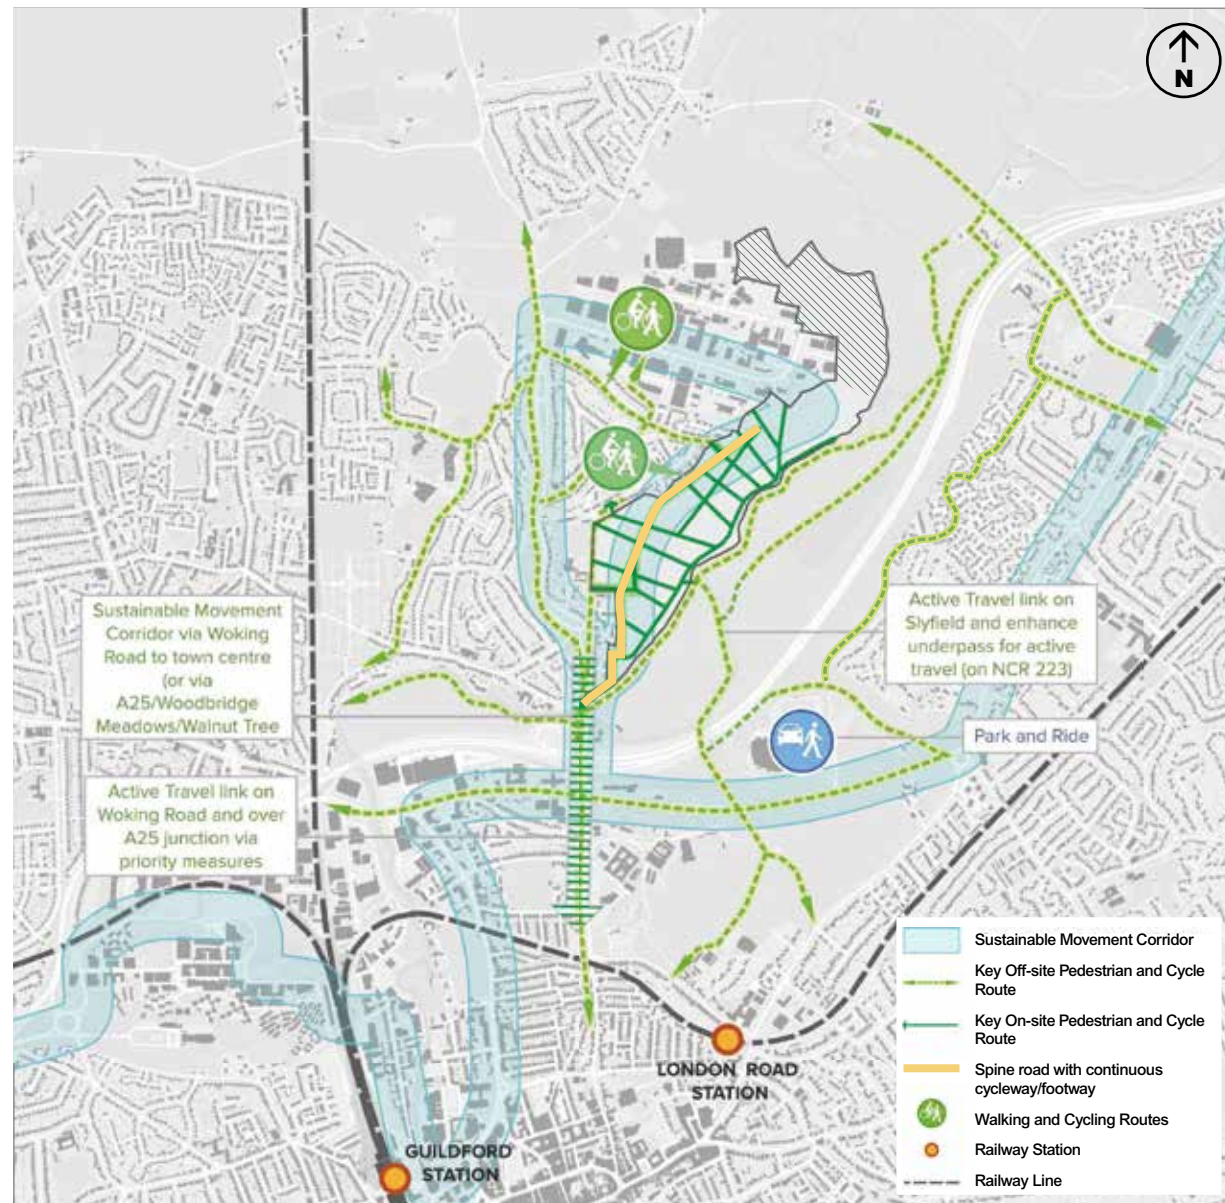 N
Sustainable Movement
Corridor via Woking
Road to town centre
(or via
A25/Woodbridge
Meadows/Walnut Tree
Active Travel link on
Slyfield and enhance
underpass for active
travel (on NCR 223)
Park and Ride
Active Travel link on
Woking Road and over
A25 junction via
priority measures
LONDON ROAD
STATION
GUILDFORD
STATION
Sustainable Movement Corridor
Key Off-site Pedestrian and Cycle
Route
Key On-site Pedestrian and Cycle
Route
Spine road with continuous
cycleway/footway
Walking and Cycling Routes
Railway Station
Railway Line